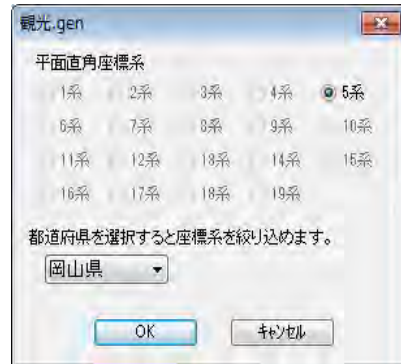 観光.gen
平面直角座標系
1系 2系 3系 4系 5系
6系 7系 8系 9系 10系
11系 12系 13系 14系 15系
16系 17系 18系 19系
都道府県を選択すると座標系を絞り込めます。
岡山県
OK キャンセル